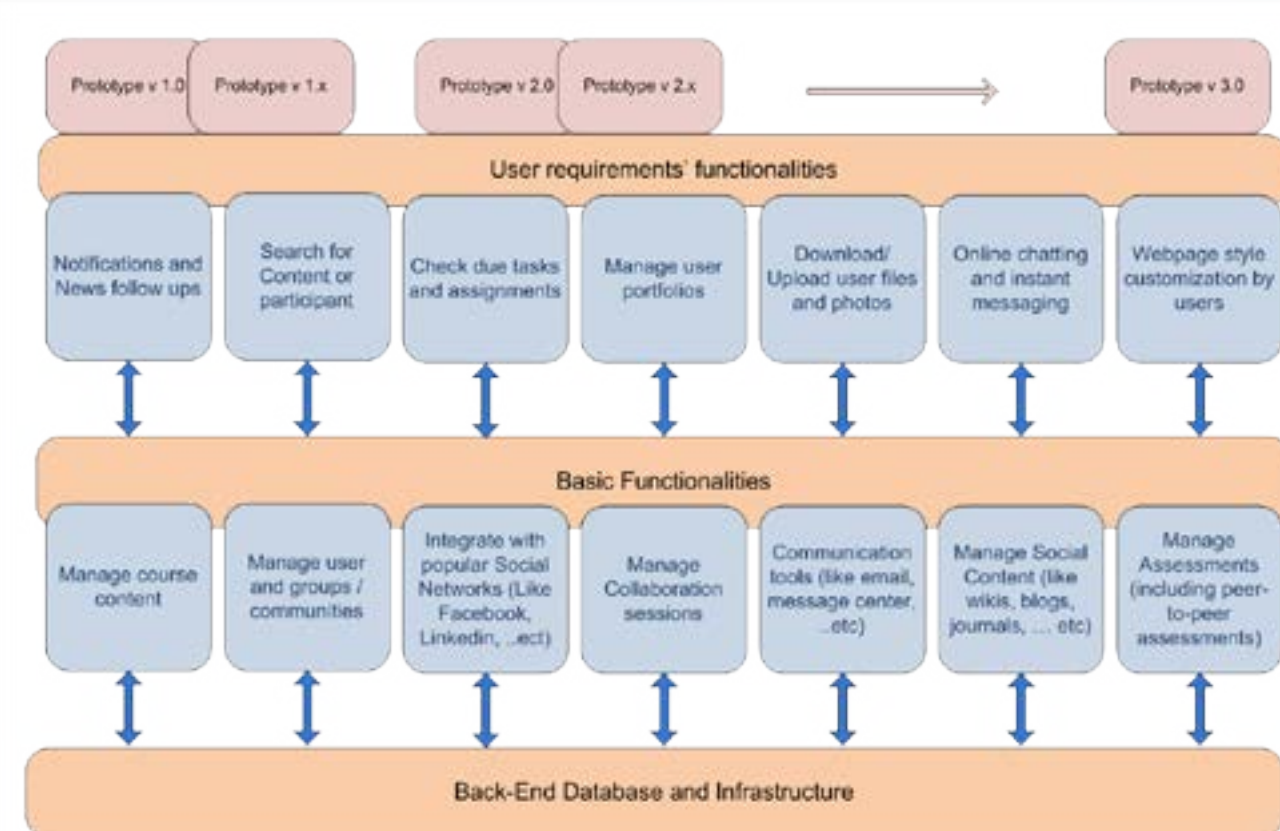 Prototype v 1.0
Prototype v 1.x
Prototype v 2.0
Prototype v 2.x
Prototype v 3.0
User requirements' functionalities
Notifications and
News follow ups
Search for
Content or
participant
Check due tasks
and assignments
Manage user
portfolios
Download/
Upload user files
and photos
Online chatting
and instant
messaging
Webpage style
customization by
users
Basic Functionalities
Manage course
content
Manage user
and groups /
communities
Integrate with
popular Social
Networks (Like
Facebook,
Linkedin, ..ect)
Manage
Collaboration
sessions
Communication
tools (like email,
message center,
..etc)
Manage Social
Content (like
wikis, blogs,
journals, … etc)
Manage
Assessments
(including peer-
to-peer
assessments)
Back-End Database and Infrastructure